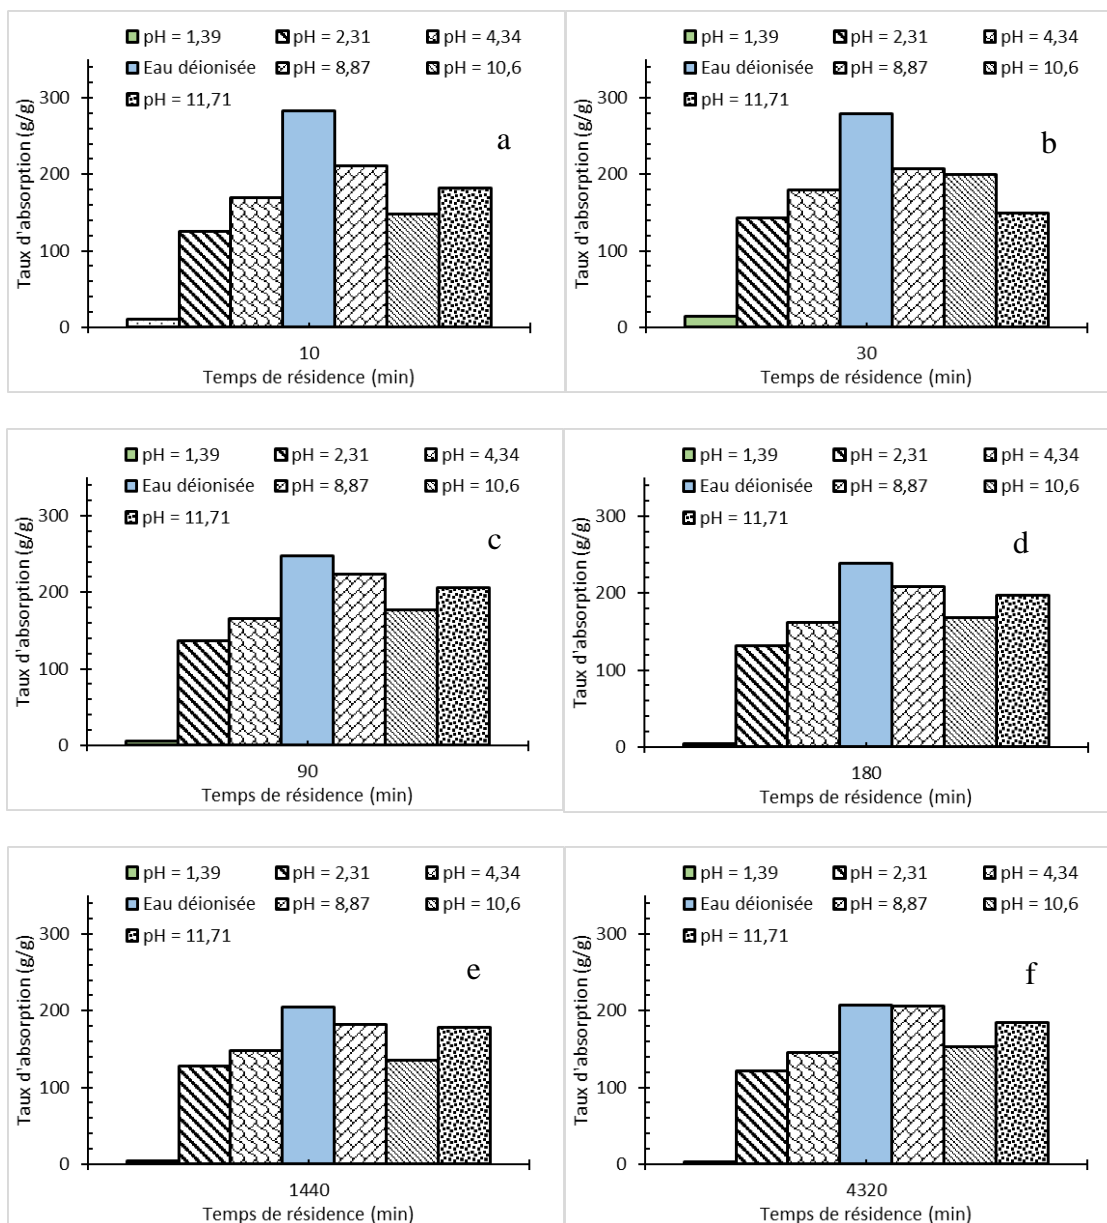 pH = 1,39 pH = 2,31 pH = 4,34
Eau déionisée pH = 8,87 pH = 10,6
pH = 11,71
Taux d'absorption (g/g)
300
200
100
0
a
10
Temps de résidence (min)
pH = 1,39 pH = 2,31 pH = 4,34
Eau déionisée pH = 8,87 pH = 10,6
pH = 11,71
Taux d'absorption (g/g)
300
200
100
0
b
30
Temps de résidence (min)
pH = 1,39 pH = 2,31 pH = 4,34
Eau déionisée pH = 8,87 pH = 10,6
pH = 11,71
Taux d'absorption (g/g)
300
200
100
0
c
90
Temps de résidence (min)
pH = 1,39 pH = 2,31 pH = 4,34
Eau déionisée pH = 8,87 pH = 10,6
pH = 11,71
Taux d'absorption (g/g)
300
200
100
0
d
180
Temps de résidence (min)
pH = 1,39 pH = 2,31 pH = 4,34
Eau déionisée pH = 8,87 pH = 10,6
pH = 11,71
Taux d'absorption (g/g)
300
200
100
0
e
1440
Temps de résidence (min)
pH = 1,39 pH = 2,31 pH = 4,34
Eau déionisée pH = 8,87 pH = 10,6
pH = 11,71
Taux d'absorption (g/g)
300
200
100
0
f
4320
Temps de résidence (min)